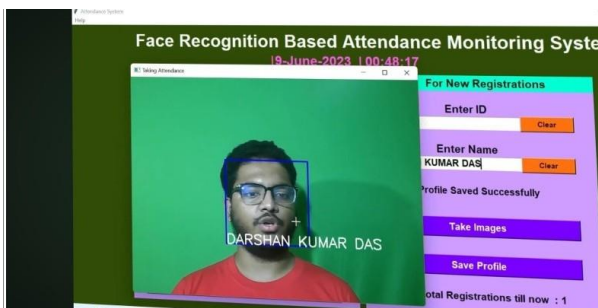 Attendance System
Help
Face Recognition Based Attendance Monitoring Syste
|9-June-2023 |00:48:17
Taking Attendance
For New Registrations
Enter ID
Clear
Enter Name
KUMAR DAS
Clear
Profile Saved Successfully
DARSHAN KUMAR DAS
Take Images
Save Profile
otal Registrations till now : 1